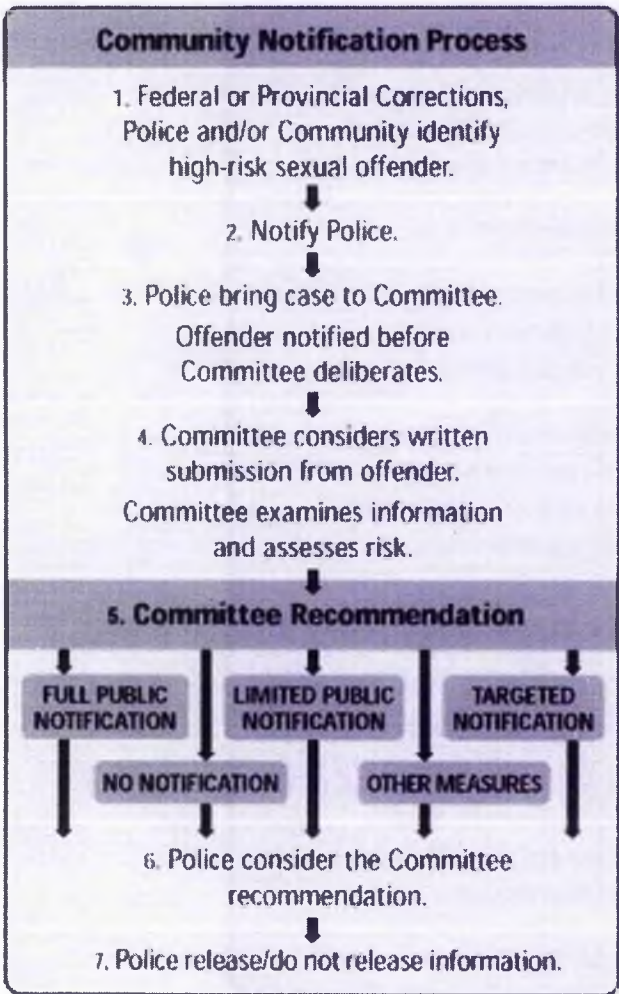 Community Notification Process
1. Federal or Provincial Corrections,
Police and/or Community identify
high-risk sexual offender.
2. Notify Police.
3. Police bring case to Committee.
Offender notified before
Committee deliberates.
4. Committee considers written
submission from offender.
Committee examines information
and assesses risk.
5. Committee Recommendation
FULL PUBLIC
NOTIFICATION
LIMITED PUBLIC
NOTIFICATION
TARGETED
NOTIFICATION
NO NOTIFICATION
OTHER MEASURES
6. Police consider the Committee
recommendation.
7. Police release/do not release information.